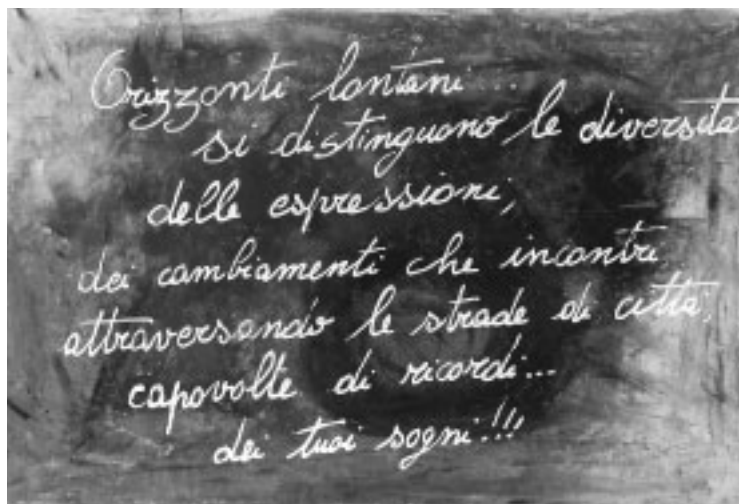 Orizzonti lontani...
si distinguono le diversità
delle espressioni,
dei cambiamenti che incontri
attraversando le strade di città,
capovolte di ricordi...
dei tuoi sogni!!!